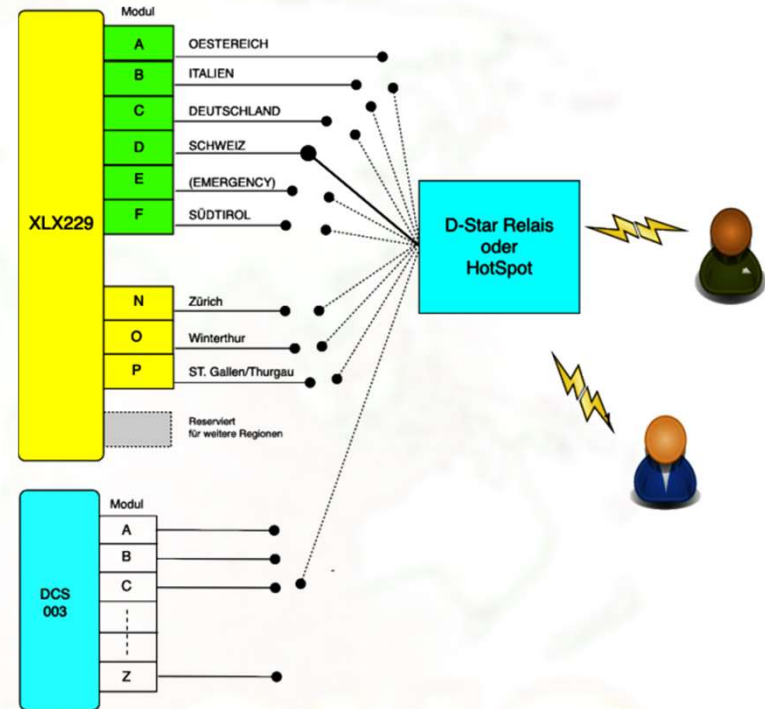 Modul
XLX229
A OESTEREICH
B ITALIEN
C DEUTSCHLAND
D SCHWEIZ
E (EMERGENCY)
F SÜDTIROL
N Zürich
O Winterthur
P ST. Gallen/Thurgau
Reserviert
für weitere Regionen
D-Star Relais
oder
HotSpot
DCS
003
Modul
A
B
C
Z